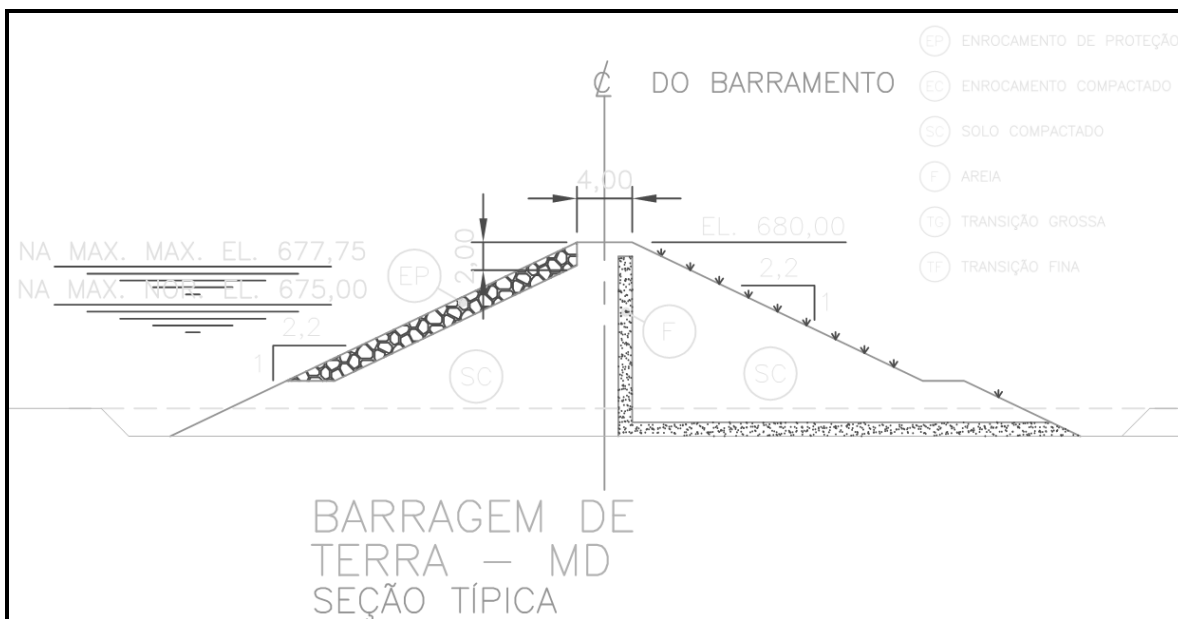 EP ENROCAMENTO DE PROTEÇÃO
℄ DO BARRAMENTO
EC ENROCAMENTO COMPACTADO
SC SOLO COMPACTADO
F AREIA
TG TRANSIÇÃO GROSSA
TF TRANSIÇÃO FINA
4,00
EL. 680,00
NA MAX. MAX. EL. 677,75
NA MAX. NOR. EL. 675,00
2,00
EP
2,2
1
2,2
1
F
SC
SC
BARRAGEM DE
TERRA – MD
SEÇÃO TÍPICA